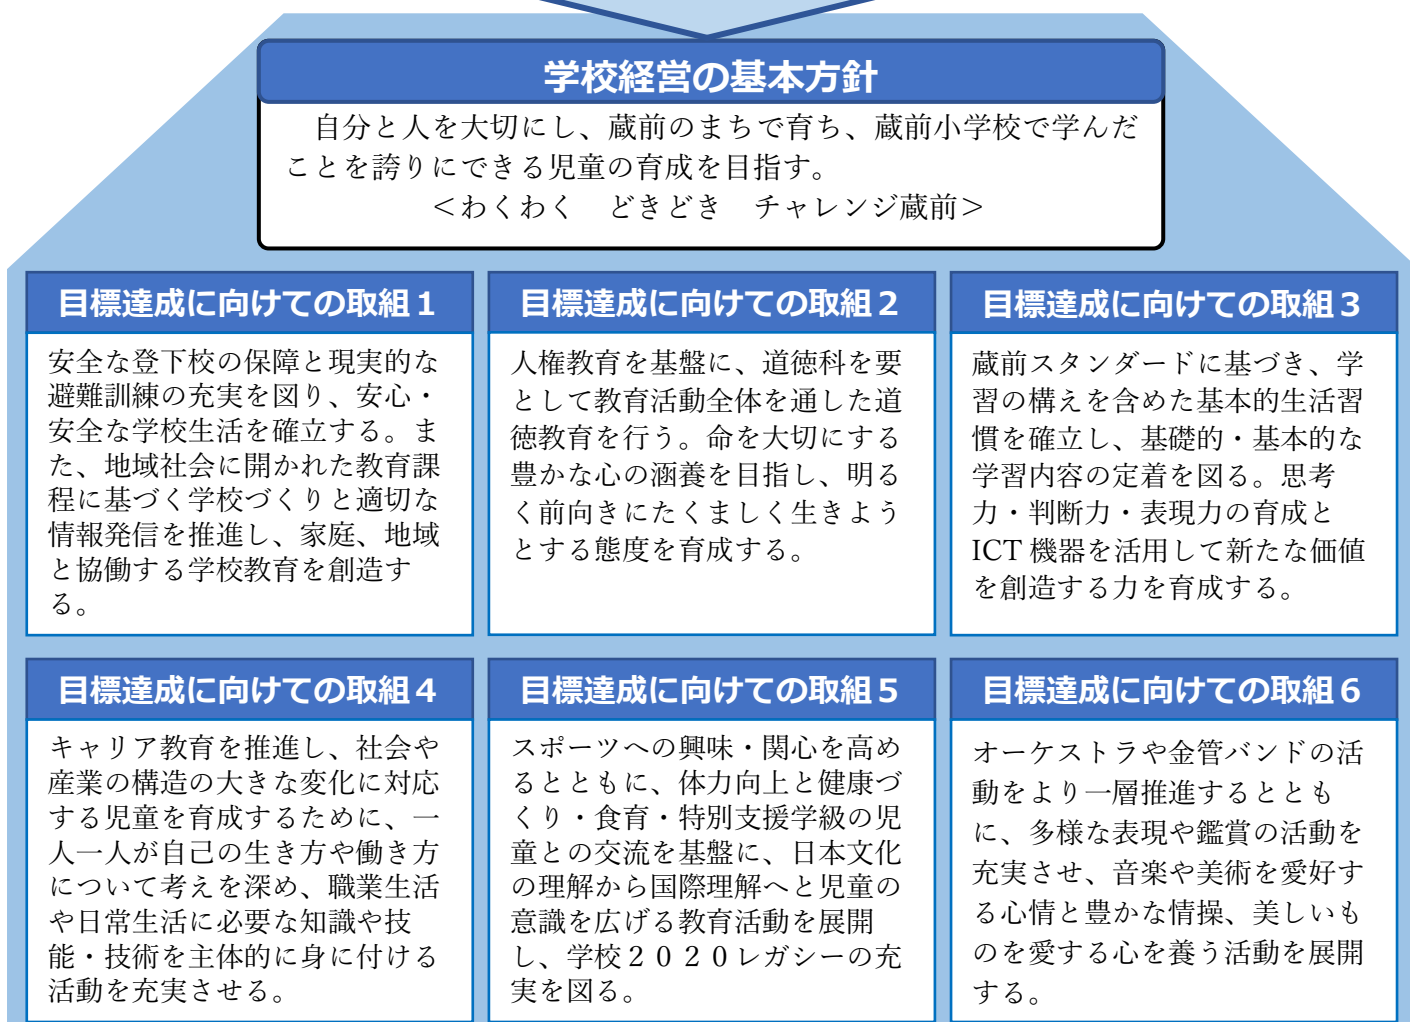 学校経営の基本方針
自分と人を大切にし、蔵前のまちで育ち、蔵前小学校で学んだ
ことを誇りにできる児童の育成を目指す。
＜わくわく　どきどき　チャレンジ蔵前＞
目標達成に向けての取組１
安全な登下校の保障と現実的な
避難訓練の充実を図り、安心・
安全な学校生活を確立する。ま
た、地域社会に開かれた教育課
程に基づく学校づくりと適切な
情報発信を推進し、家庭、地域
と協働する学校教育を創造す
る。
目標達成に向けての取組２
人権教育を基盤に、道徳科を要
として教育活動全体を通した道
徳教育を行う。命を大切にする
豊かな心の涵養を目指し、明る
く前向きにたくましく生きよう
とする態度を育成する。
目標達成に向けての取組３
蔵前スタンダードに基づき、学
習の構えを含めた基本的生活習
慣を確立し、基礎的・基本的な
学習内容の定着を図る。思考
力・判断力・表現力の育成と
ICT 機器を活用して新たな価値
を創造する力を育成する。
目標達成に向けての取組４
キャリア教育を推進し、社会や
産業の構造の大きな変化に対応
する児童を育成するために、一
人一人が自己の生き方や働き方
について考えを深め、職業生活
や日常生活に必要な知識や技
能・技術を主体的に身に付ける
活動を充実させる。
目標達成に向けての取組５
スポーツへの興味・関心を高め
るとともに、体力向上と健康づ
くり・食育・特別支援学級の児
童との交流を基盤に、日本文化
の理解から国際理解へと児童の
意識を広げる教育活動を展開
し、学校２０２０レガシーの充
実を図る。
目標達成に向けての取組６
オーケストラや金管バンドの活
動をより一層推進するととも
に、多様な表現や鑑賞の活動を
充実させ、音楽や美術を愛好す
る心情と豊かな情操、美しいも
のを愛する心を養う活動を展開
する。